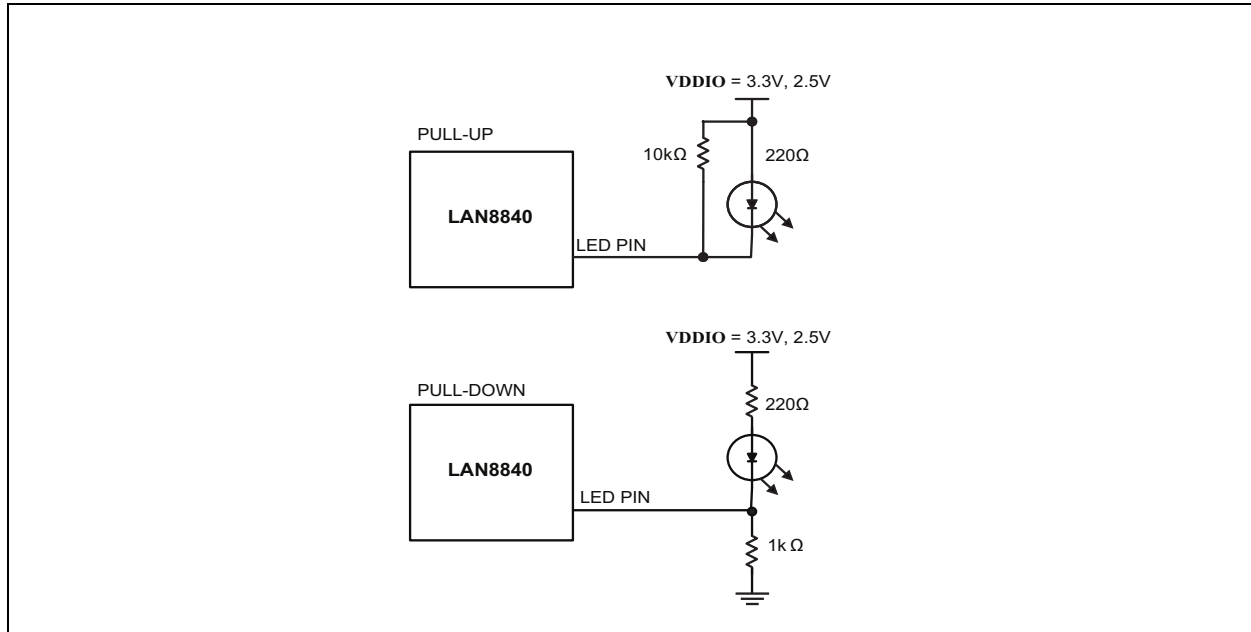 VDDIO = 3.3V, 2.5V
PULL-UP
10kΩ
220Ω
LAN8840
LED PIN
VDDIO = 3.3V, 2.5V
PULL-DOWN
220Ω
LAN8840
LED PIN
1k Ω